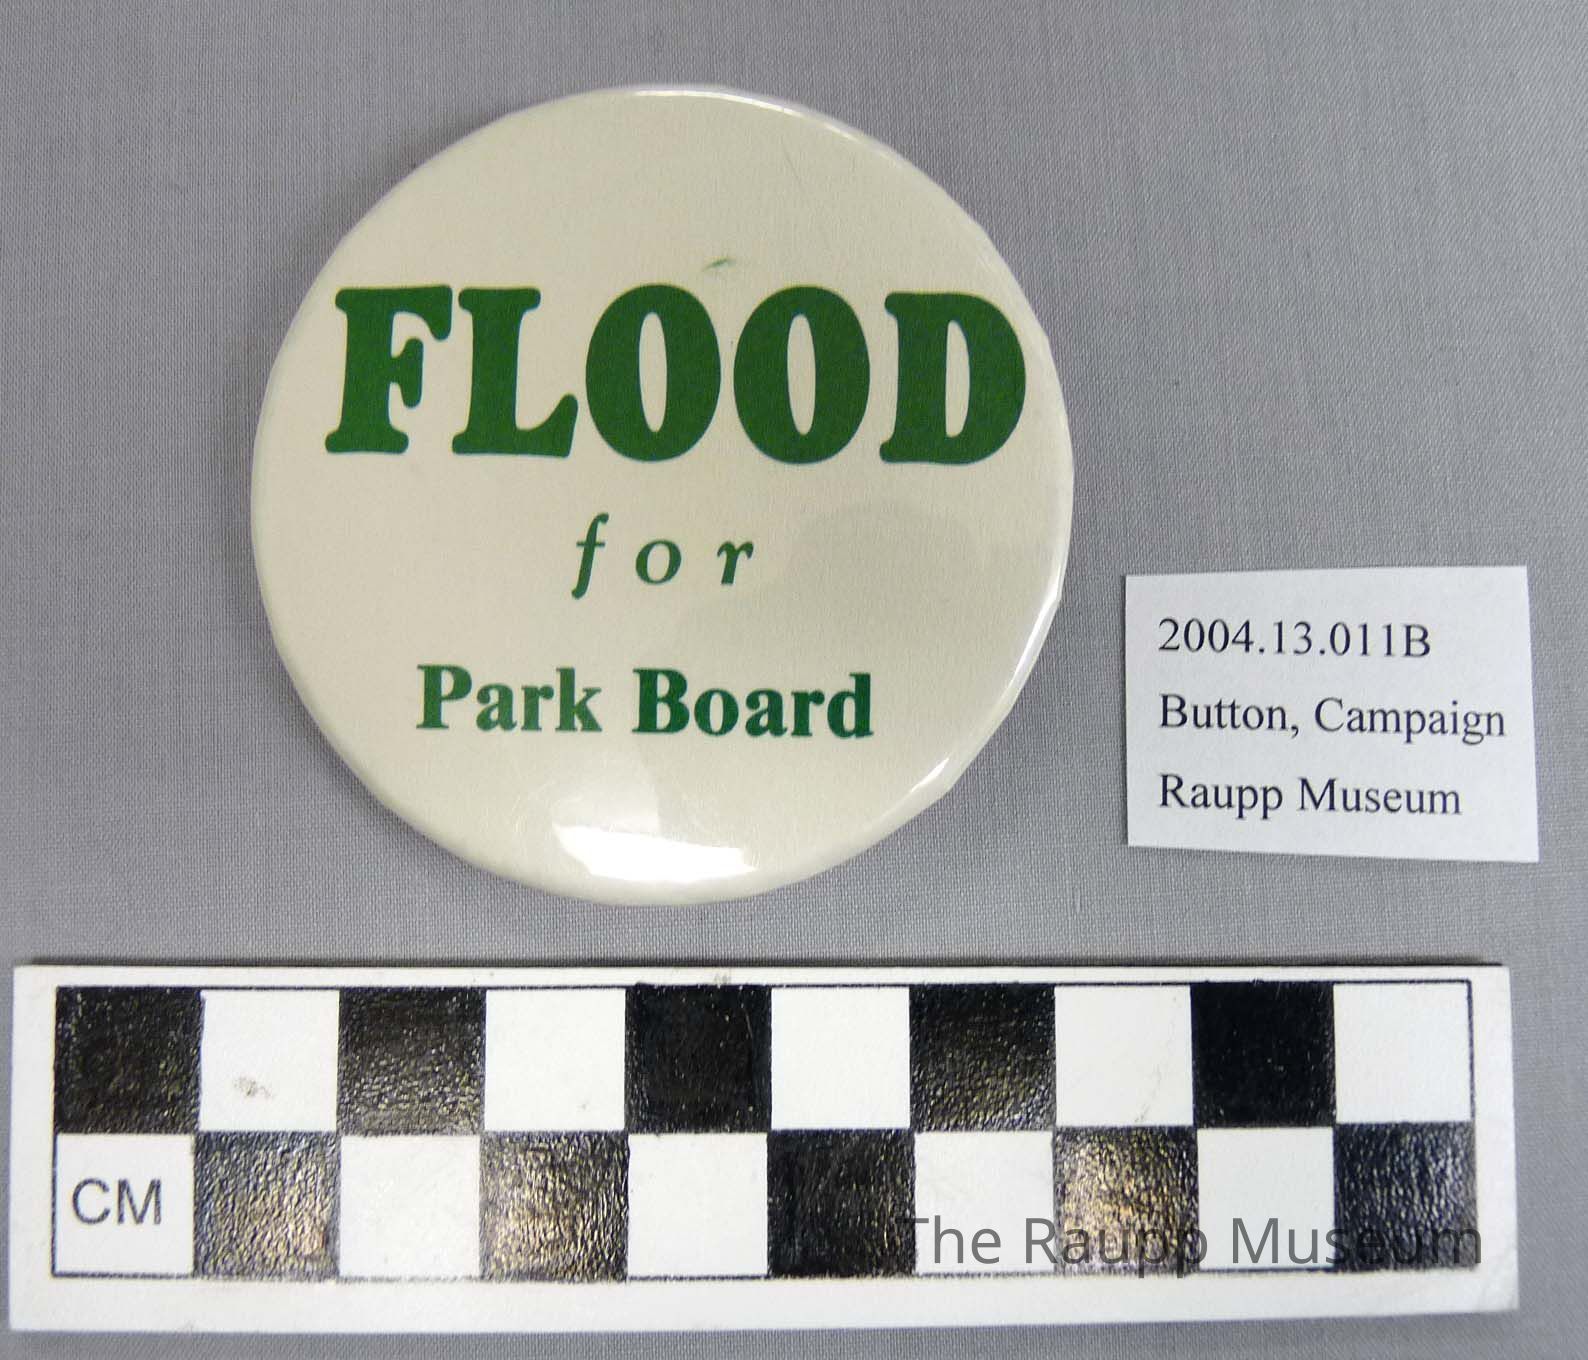 FLOOD
for
Park Board
2004.13.011B
Button, Campaign
Raupp Museum
CM
The Raupp Museum